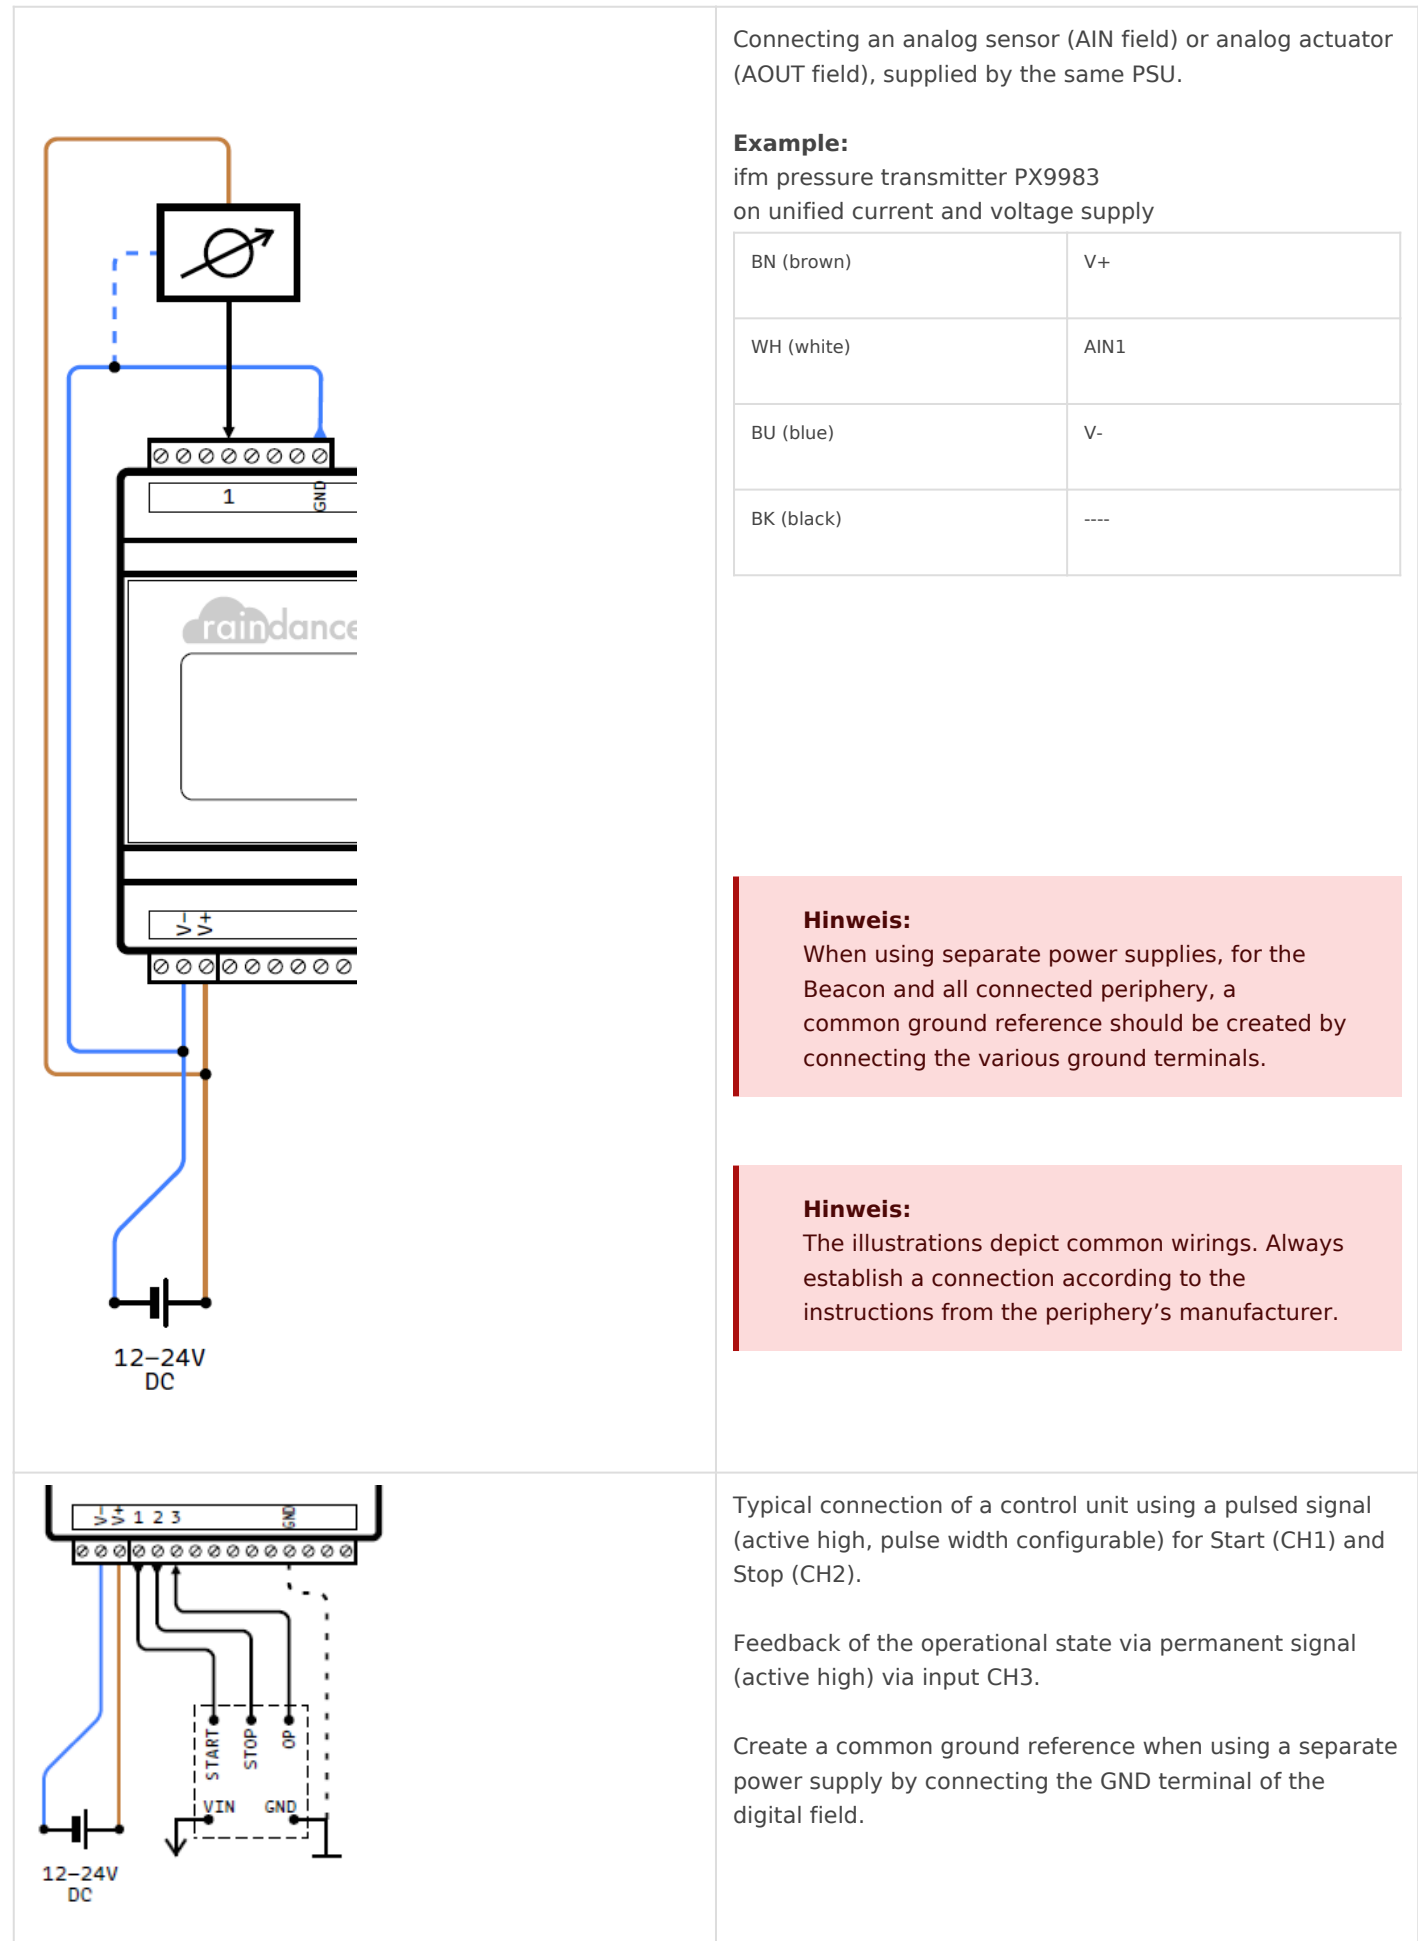 Connecting an analog sensor (AIN field) or analog actuator
(AOUT field), supplied by the same PSU.
Example:
ifm pressure transmitter PX9983
on unified current and voltage supply
BN (brown) V+
WH (white) AIN1
BU (blue) V-
BK (black) ----
1 GND
raindance
V- V+
12–24V
DC
Hinweis:
When using separate power supplies, for the
Beacon and all connected periphery, a
common ground reference should be created by
connecting the various ground terminals.
Hinweis:
The illustrations depict common wirings. Always
establish a connection according to the
instructions from the periphery’s manufacturer.
V- V+ 1 2 3 GND
START STOP OP
VIN GND
12–24V
DC
Typical connection of a control unit using a pulsed signal
(active high, pulse width configurable) for Start (CH1) and
Stop (CH2).
Feedback of the operational state via permanent signal
(active high) via input CH3.
Create a common ground reference when using a separate
power supply by connecting the GND terminal of the
digital field.